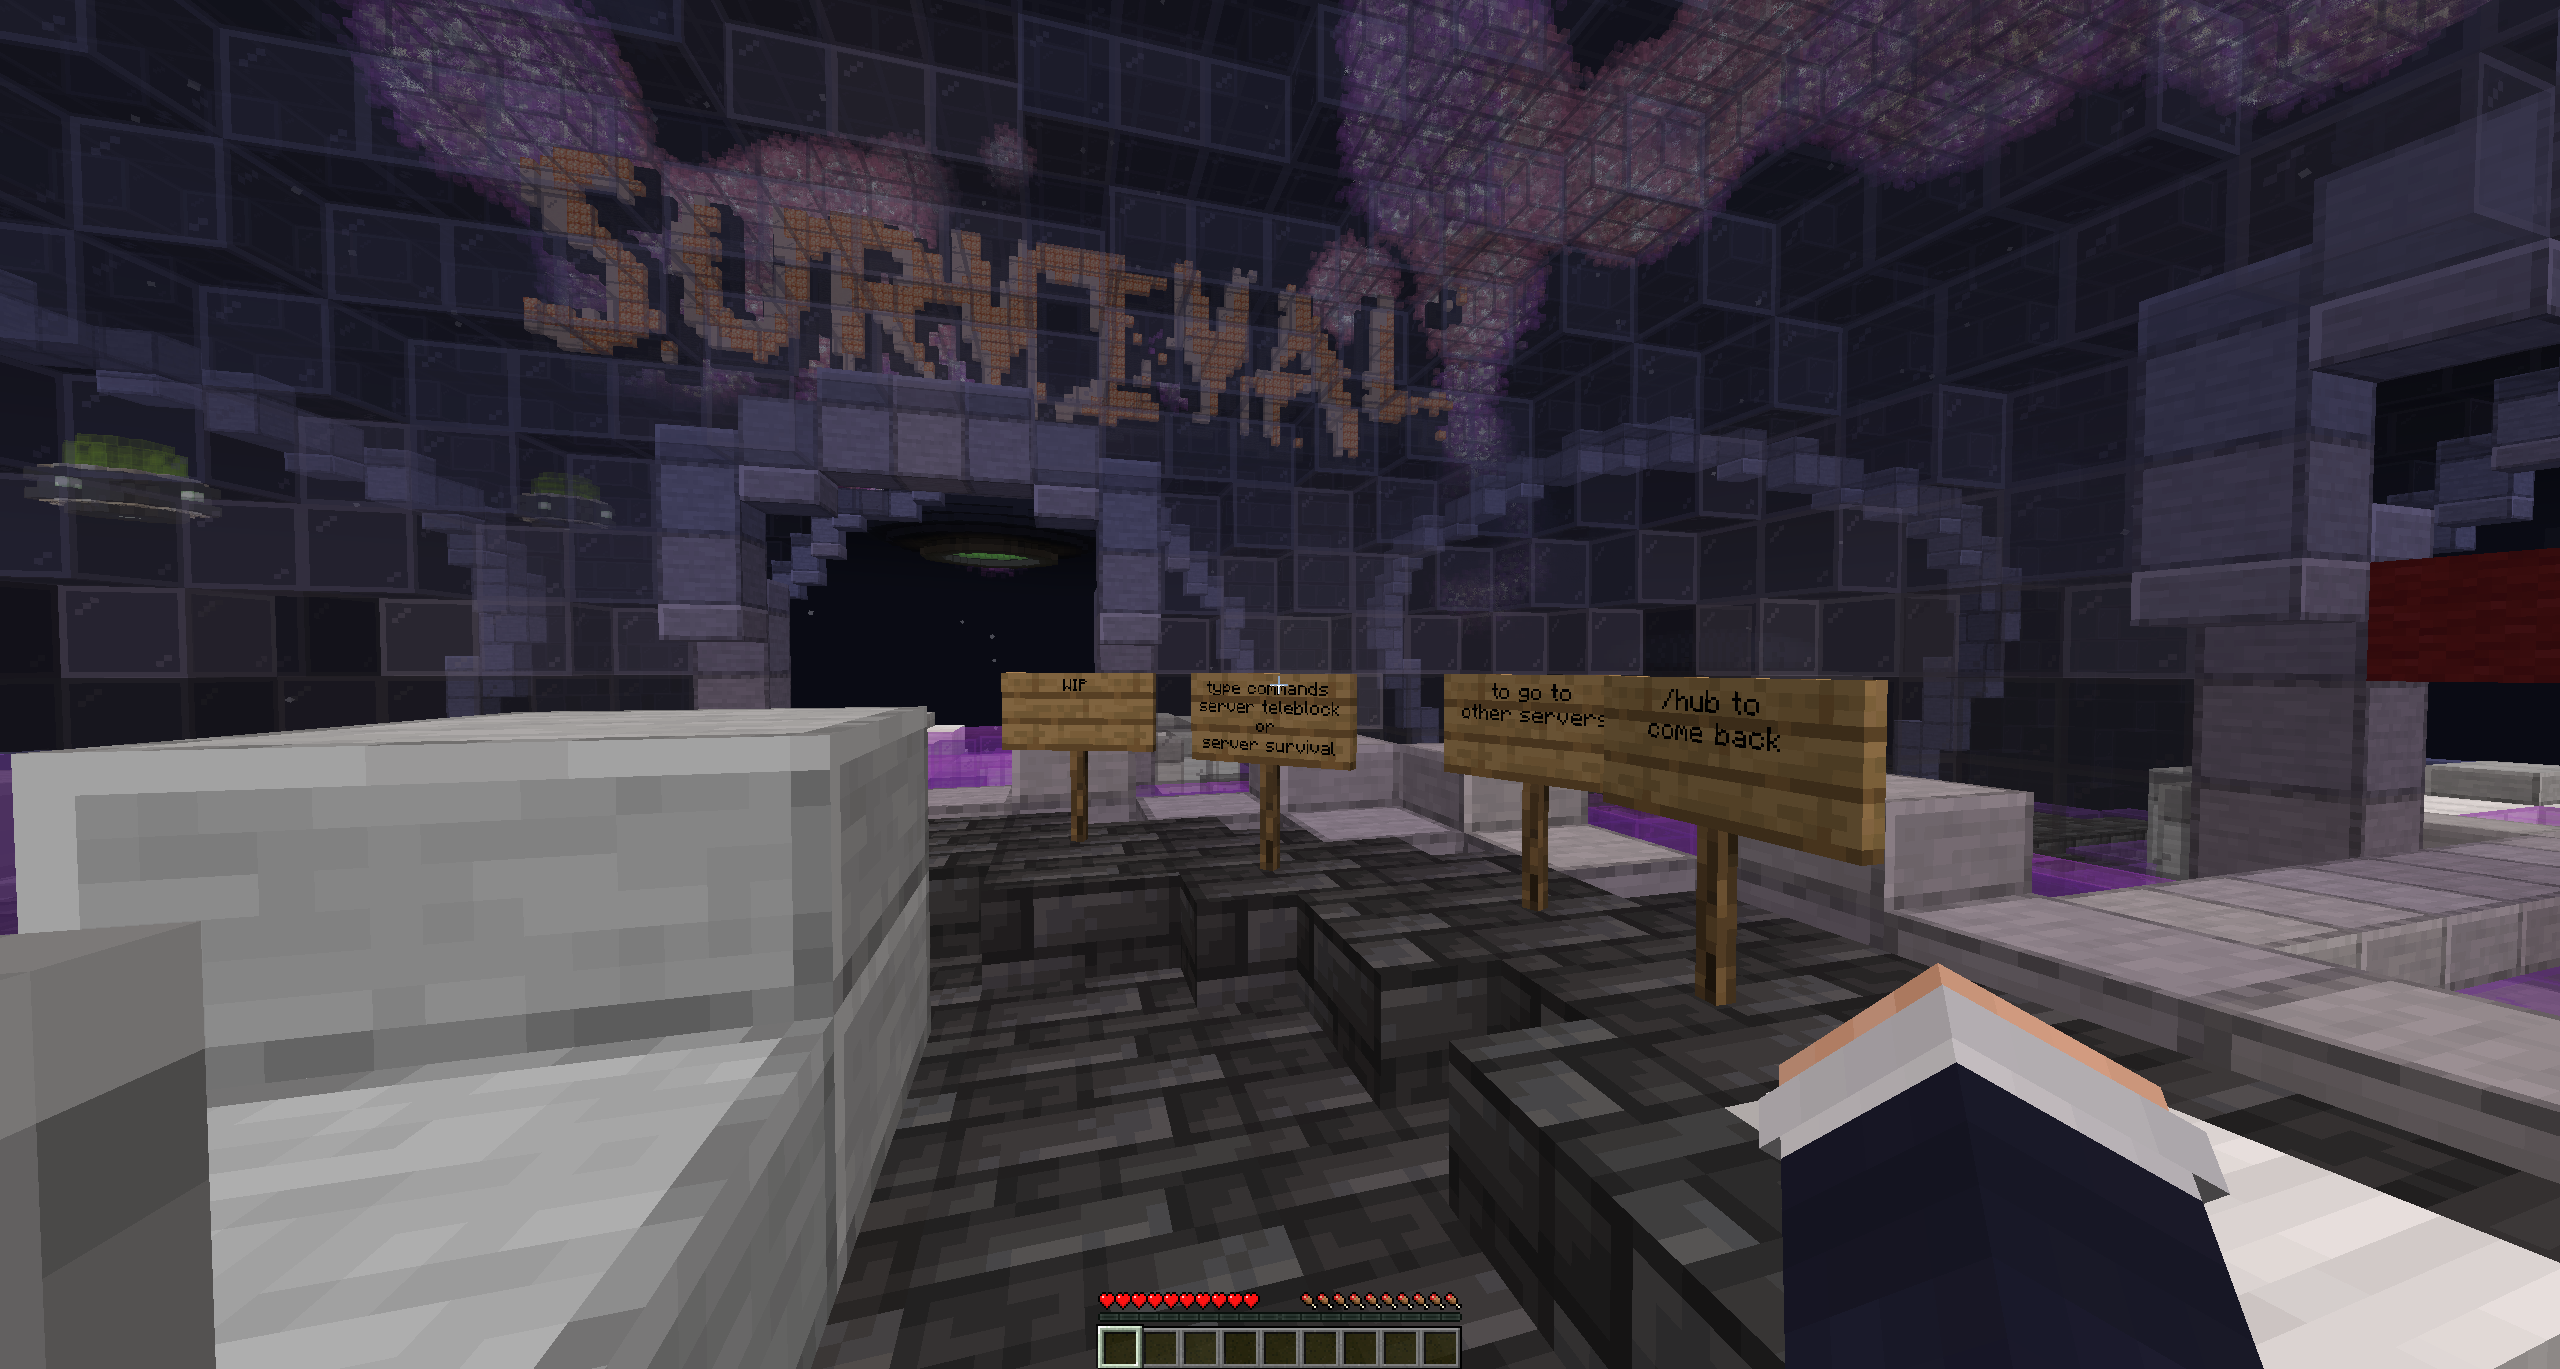 SURVIVAL
WIP
type commands
server teleblock
or
server survival
to go to
other servers
/hub to
come back